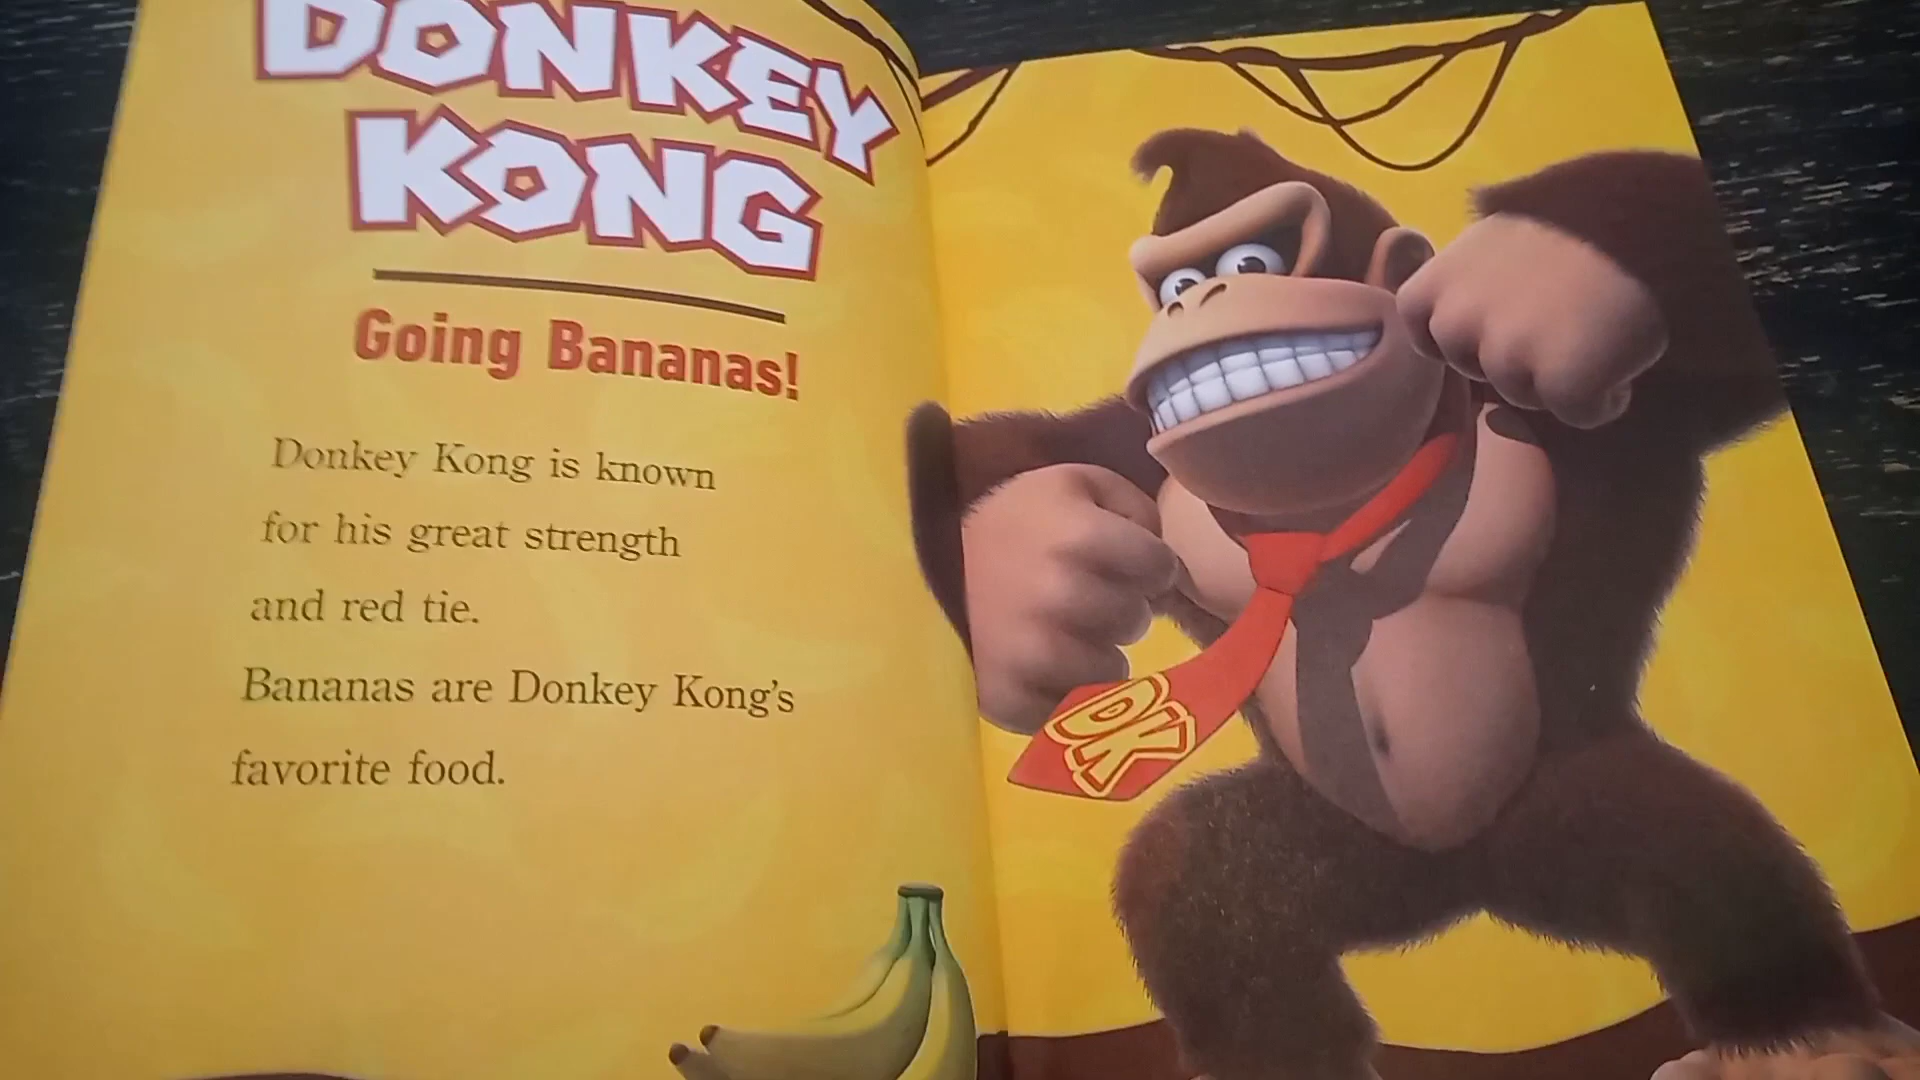 DONKEY
KONG
Going Bananas!
Donkey Kong is known
for his great strength
and red tie.
Bananas are Donkey Kong's
favorite food.
DK